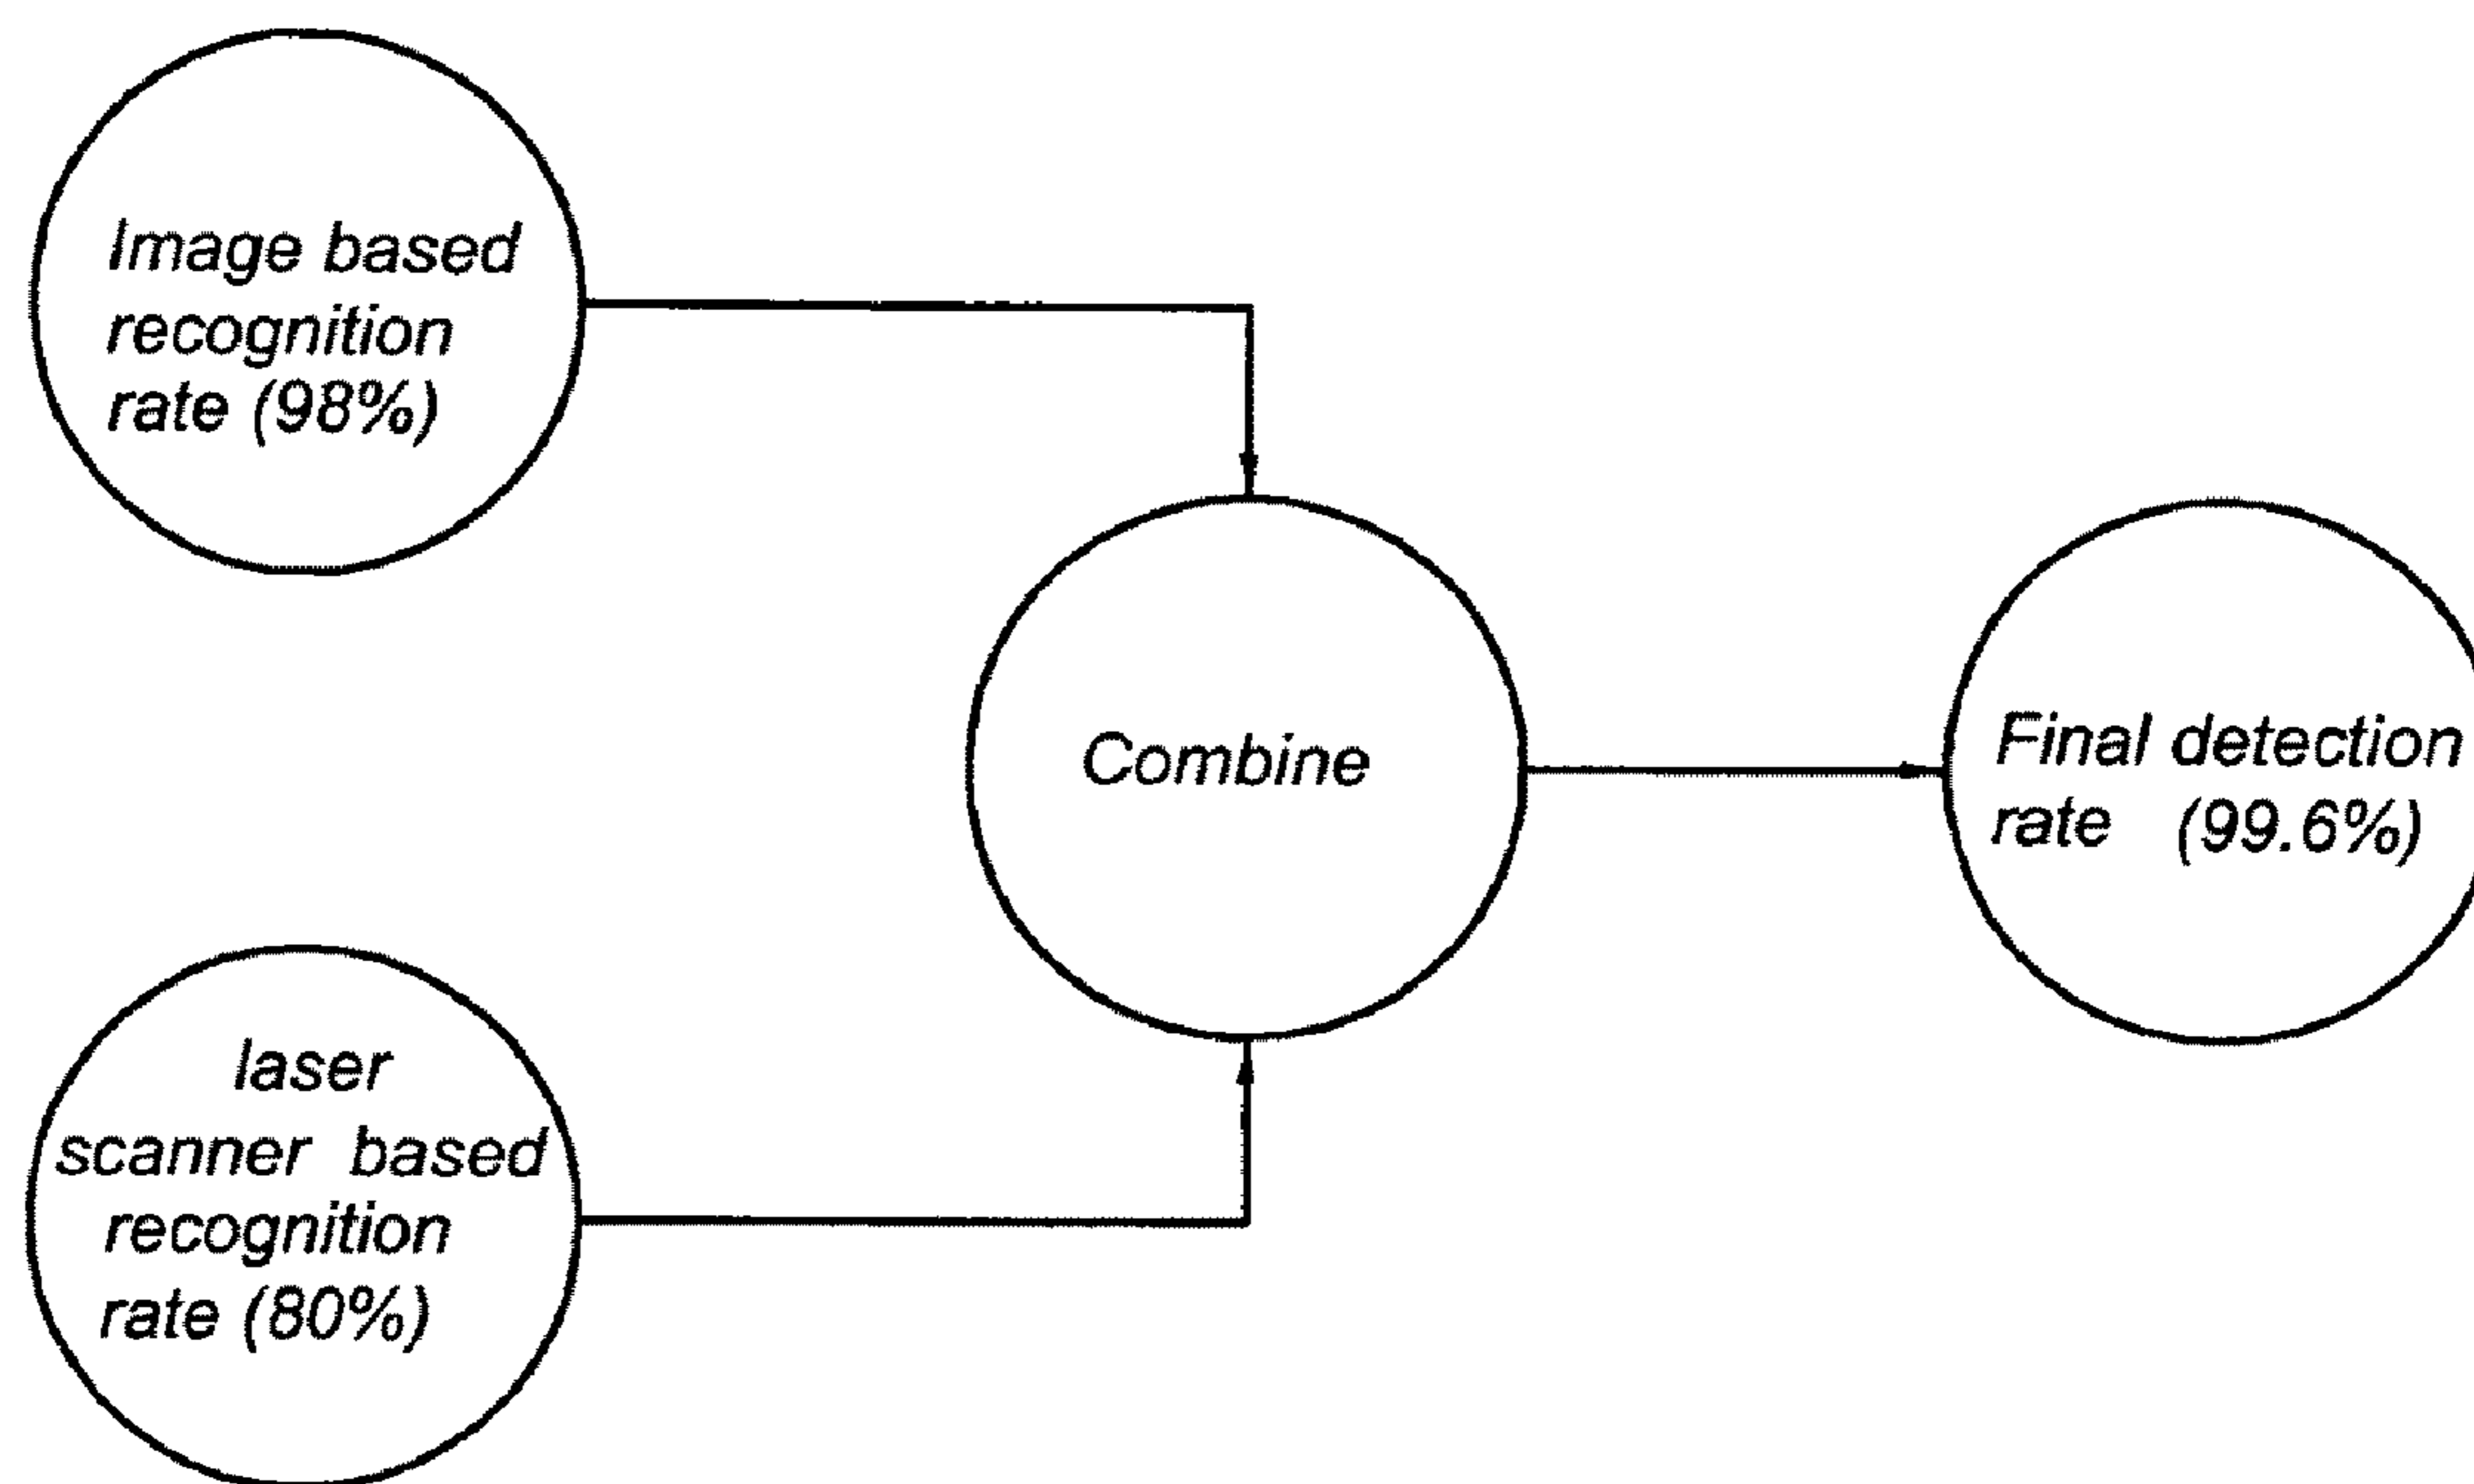 Image based
recognition
rate (98%)
Combine
Final detection
rate (99.6%)
laser
scanner based
recognition
rate (80%)